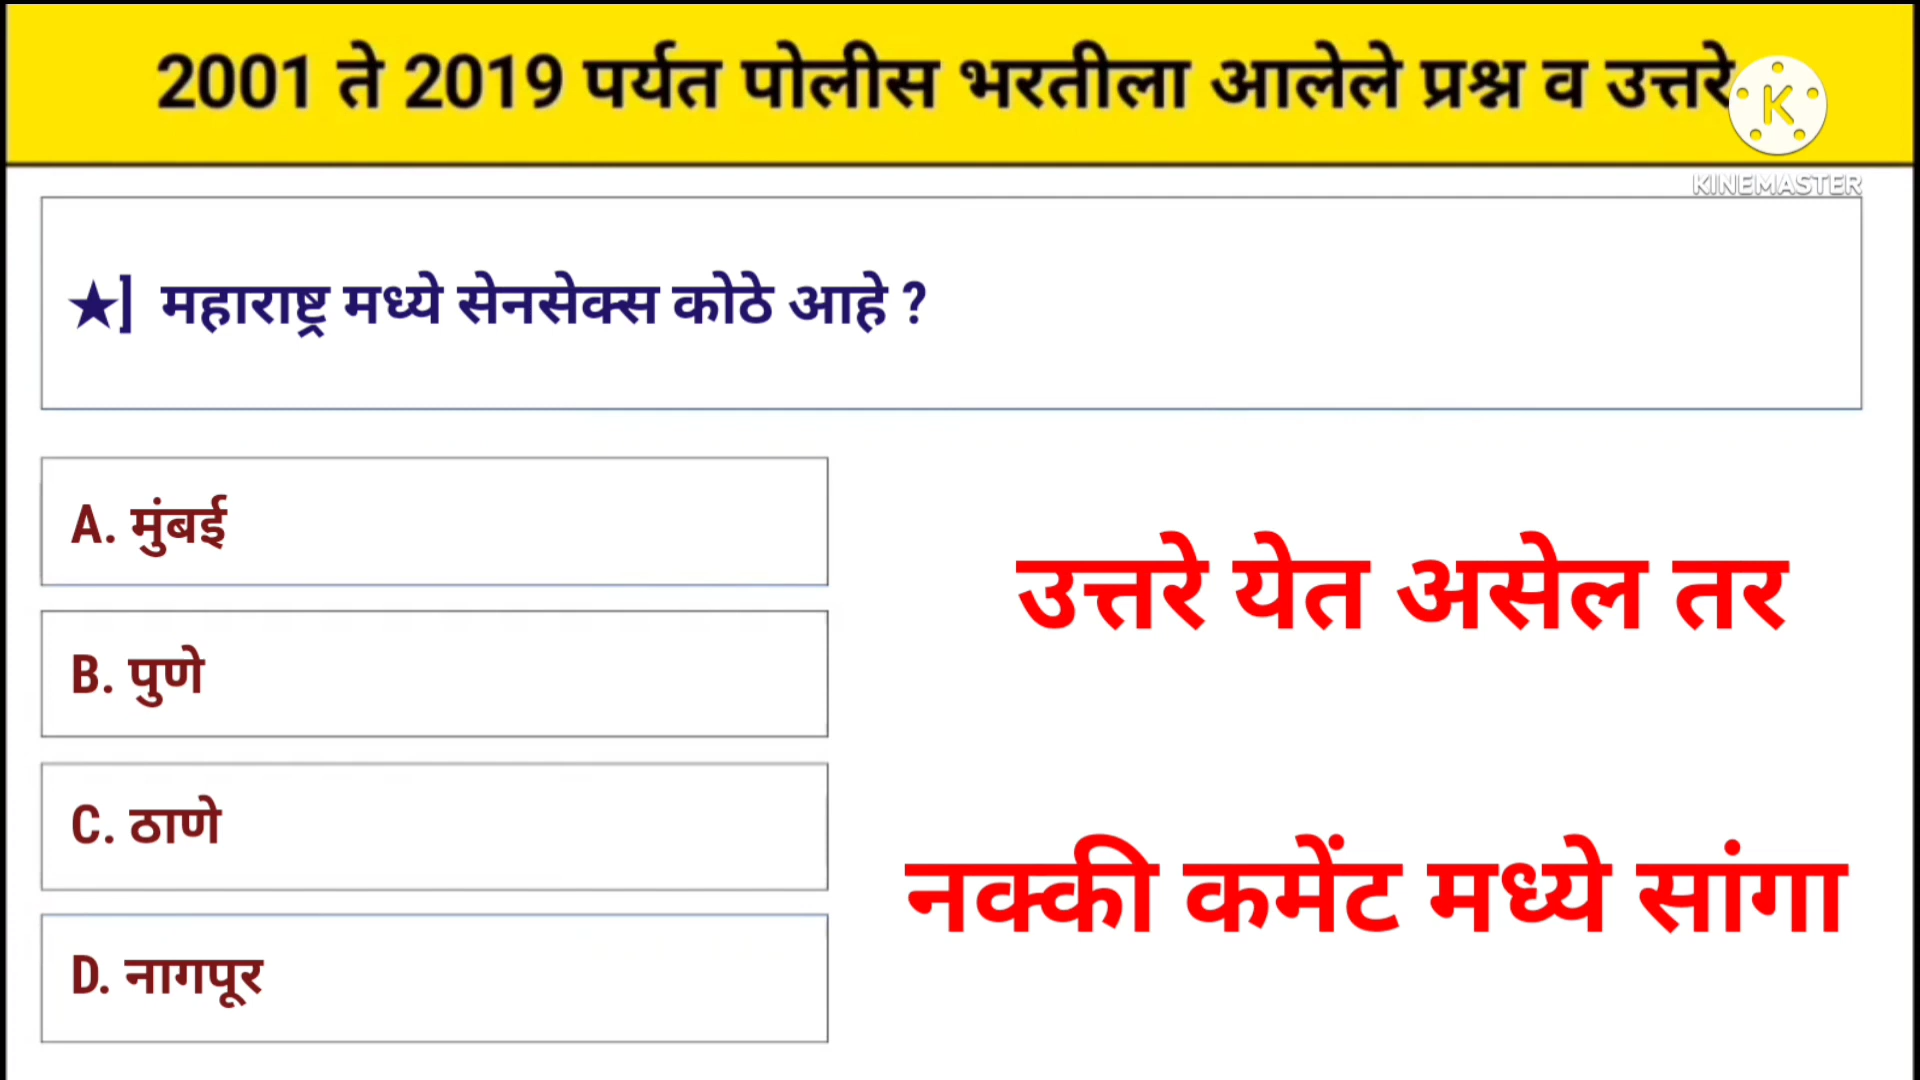 2001 ते 2019 पर्यत पोलीस भरतीला आलेले प्रश्न व उत्तरे
K
KINEMASTER
★] महाराष्ट्र मध्ये सेनसेक्स कोठे आहे ?
A. मुंबई
B. पुणे
C. ठाणे
D. नागपूर
उत्तरे येत असेल तर
नक्की कमेंट मध्ये सांगा